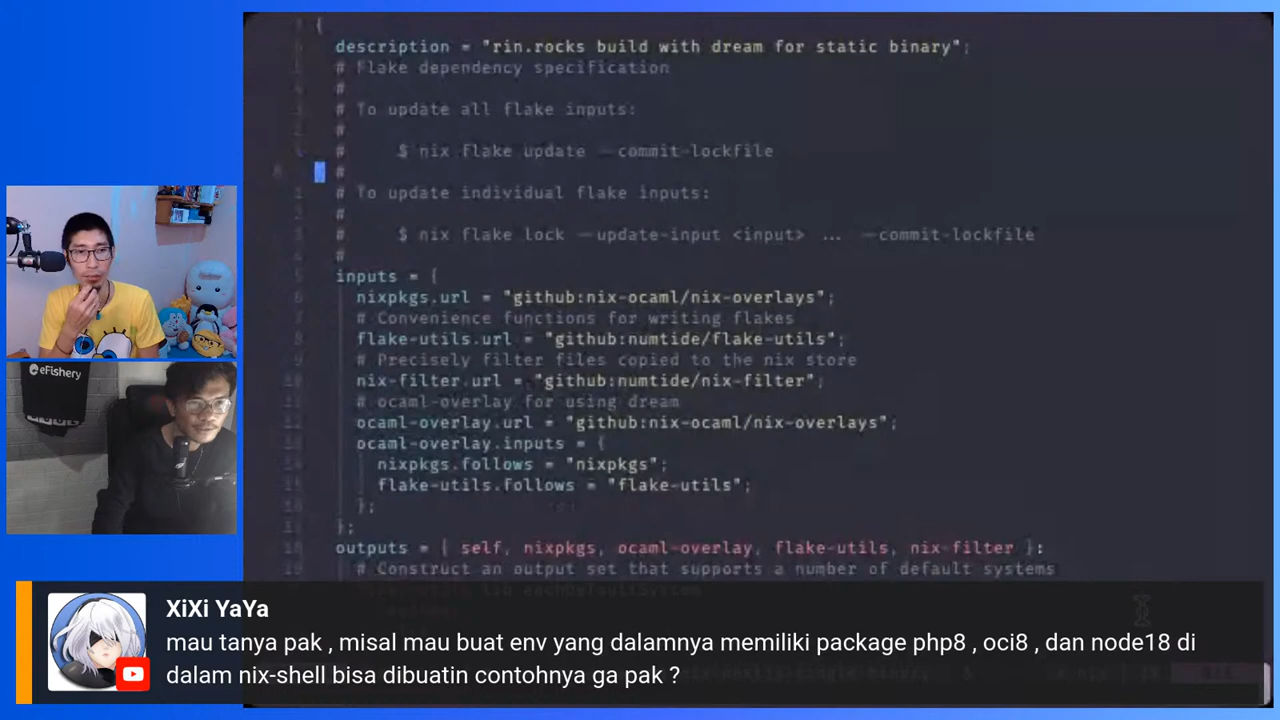 {
description = "rin.rocks build with dream for static binary";
# Flake dependency specification
#
# To update all flake inputs:
#
#     $ nix flake update --commit-lockfile
#
# To update individual flake inputs:
#
#     $ nix flake lock --update-input <input> ... --commit-lockfile
#
inputs = {
nixpkgs.url = "github:nix-ocaml/nix-overlays";
# Convenience functions for writing flakes
flake-utils.url = "github:numtide/flake-utils";
# Precisely filter files copied to the nix store
nix-filter.url = "github:numtide/nix-filter";
# ocaml-overlay for using dream
ocaml-overlay.url = "github:nix-ocaml/nix-overlays";
ocaml-overlay.inputs = {
nixpkgs.follows = "nixpkgs";
flake-utils.follows = "flake-utils";
};
};
outputs = { self, nixpkgs, ocaml-overlay, flake-utils, nix-filter }:
# Construct an output set that supports a number of default systems
eFishery
XiXi YaYa
mau tanya pak , misal mau buat env yang dalamnya memiliki package php8 , oci8 , dan node18 di
dalam nix-shell bisa dibuatin contohnya ga pak ?